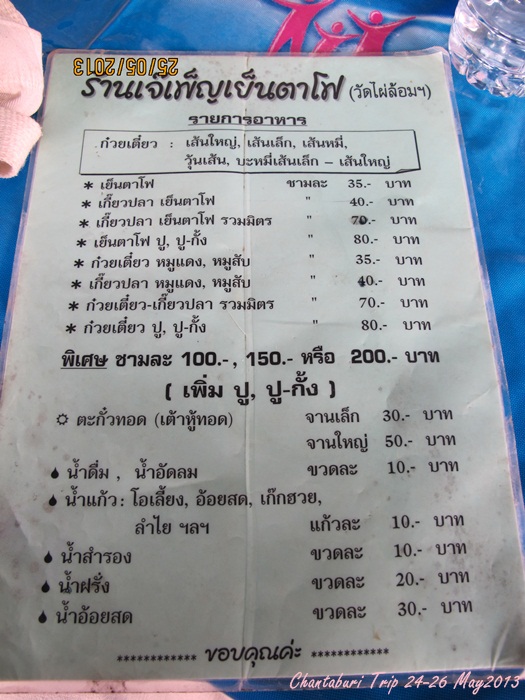 25/05/2013
ร้านเจ๊เพ็ญเย็นตาโฟ (วัดไผ่ล้อมฯ)
รายการอาหาร
ก๋วยเตี๋ยว : เส้นใหญ่, เส้นเล็ก, เส้นหมี่,
วุ้นเส้น, บะหมี่เส้นเล็ก – เส้นใหญ่
* เย็นตาโฟ ชามละ 35.- บาท
* เกี๊ยวปลา เย็นตาโฟ " 40.- บาท
* เกี๊ยวปลา เย็นตาโฟ รวมมิตร " 70.- บาท
* เย็นตาโฟ ปู, ปู-กั้ง " 80.- บาท
* ก๋วยเตี๋ยว หมูแดง, หมูสับ " 35.- บาท
* เกี๊ยวปลา หมูแดง, หมูสับ " 40.- บาท
* ก๋วยเตี๋ยว-เกี๊ยวปลา รวมมิตร " 70.- บาท
* ก๋วยเตี๋ยว ปู, ปู-กั้ง " 80.- บาท
พิเศษ ชามละ 100.-, 150.- หรือ 200.- บาท
( เพิ่ม ปู, ปู-กั้ง )
ตะกั่วทอด (เต้าหู้ทอด) จานเล็ก 30.- บาท
จานใหญ่ 50.- บาท
น้ำดื่ม , น้ำอัดลม ขวดละ 10.- บาท
น้ำแก้ว : โอเลี้ยง, อ้อยสด, เก๊กฮวย,
ลำไย ฯลฯ แก้วละ 10.- บาท
น้ำสำรอง ขวดละ 10.- บาท
น้ำฝรั่ง ขวดละ 20.- บาท
น้ำอ้อยสด ขวดละ 30.- บาท
************ ขอบคุณค่ะ ************
Chantaburi Trip 24-26 May2013